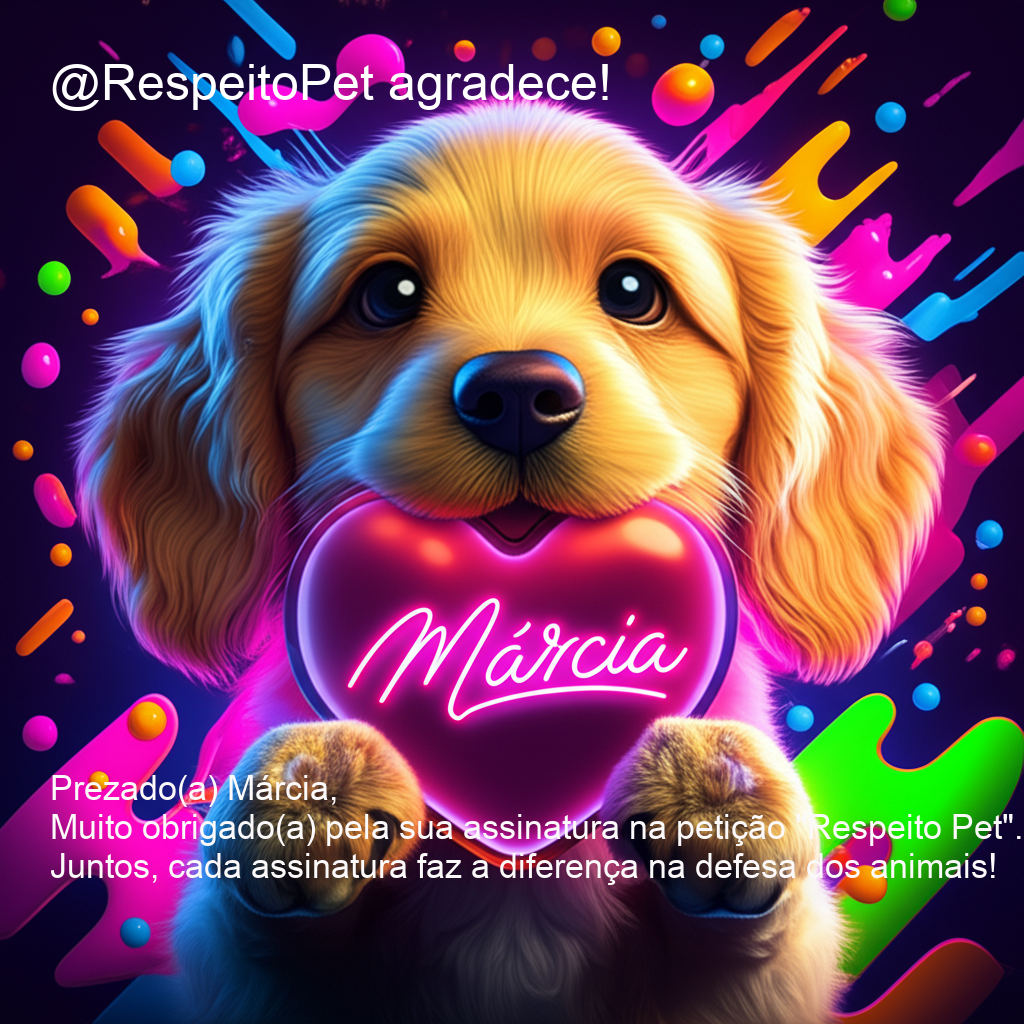 @RespeitoPet agradece!
Márcia
Prezado(a) Márcia,
Muito obrigado(a) pela sua assinatura na petição "Respeito Pet".
Juntos, cada assinatura faz a diferença na defesa dos animais!